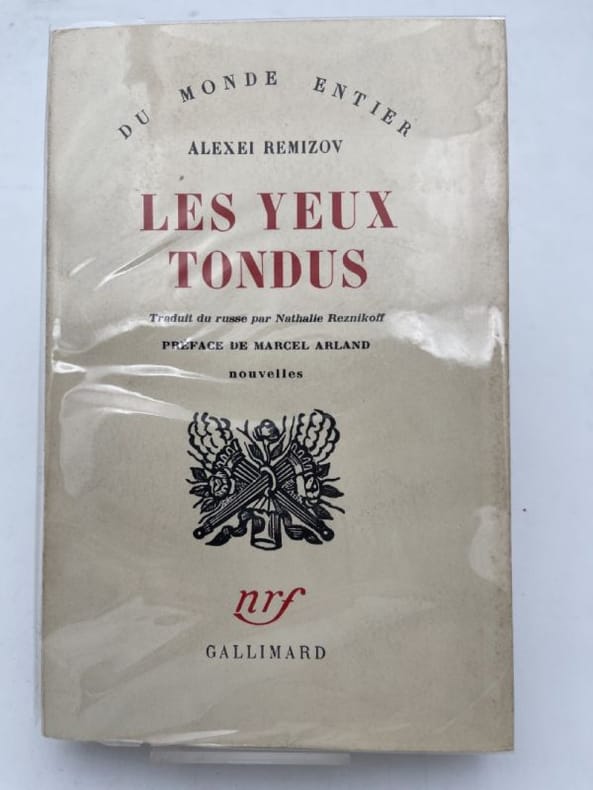 DU MONDE ENTIER
ALEXEI REMIZOV
LES YEUX
TONDUS
Traduit du russe par Nathalie Reznikoff
PRÉFACE DE MARCEL ARLAND
nouvelles
nrf
GALLIMARD